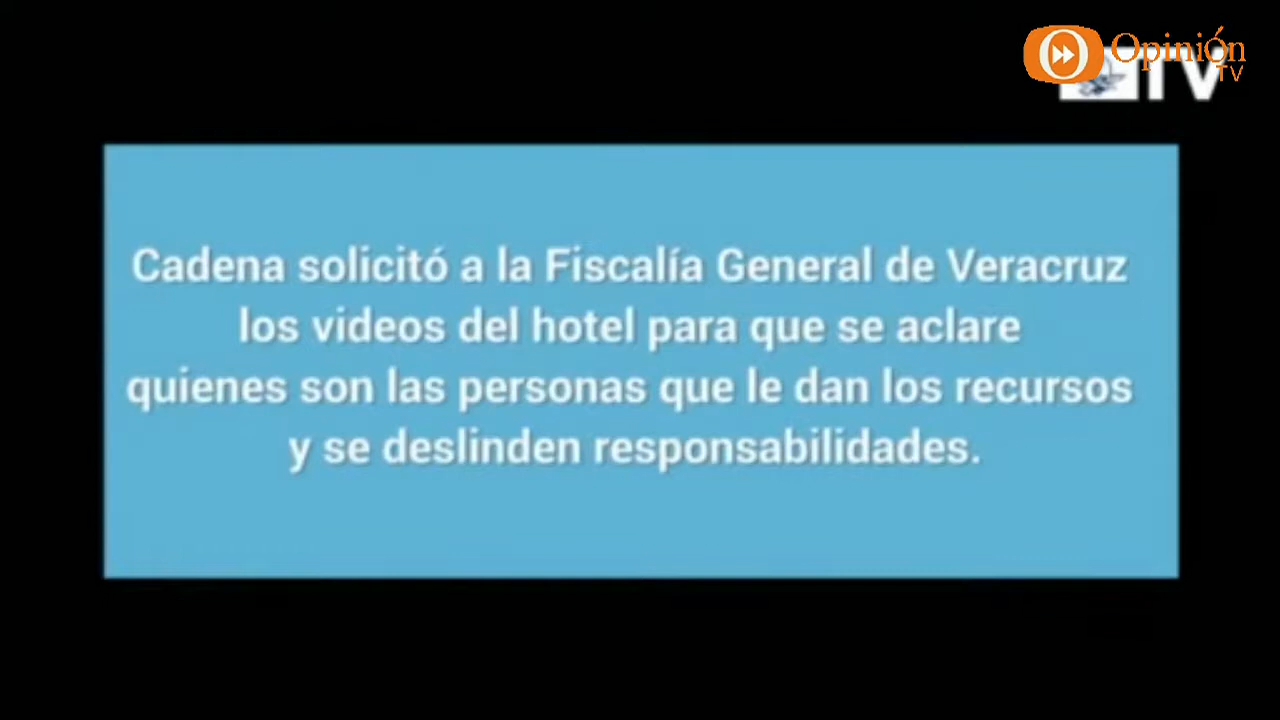 Opinión
TV
TV
Cadena solicitó a la Fiscalía General de Veracruz
los videos del hotel para que se aclare
quienes son las personas que le dan los recursos
y se deslinden responsabilidades.